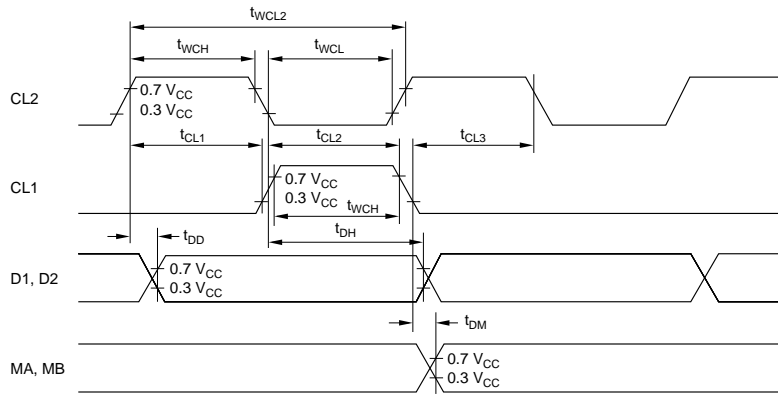 tWCL2
tWCH tWCL
CL2
0.7 VCC
0.3 VCC
tCL1 tCL2 tCL3
CL1
0.7 VCC
0.3 VCC
tWCH
tDH
tDD
D1, D2
0.7 VCC
0.3 VCC
tDM
MA, MB
0.7 VCC
0.3 VCC